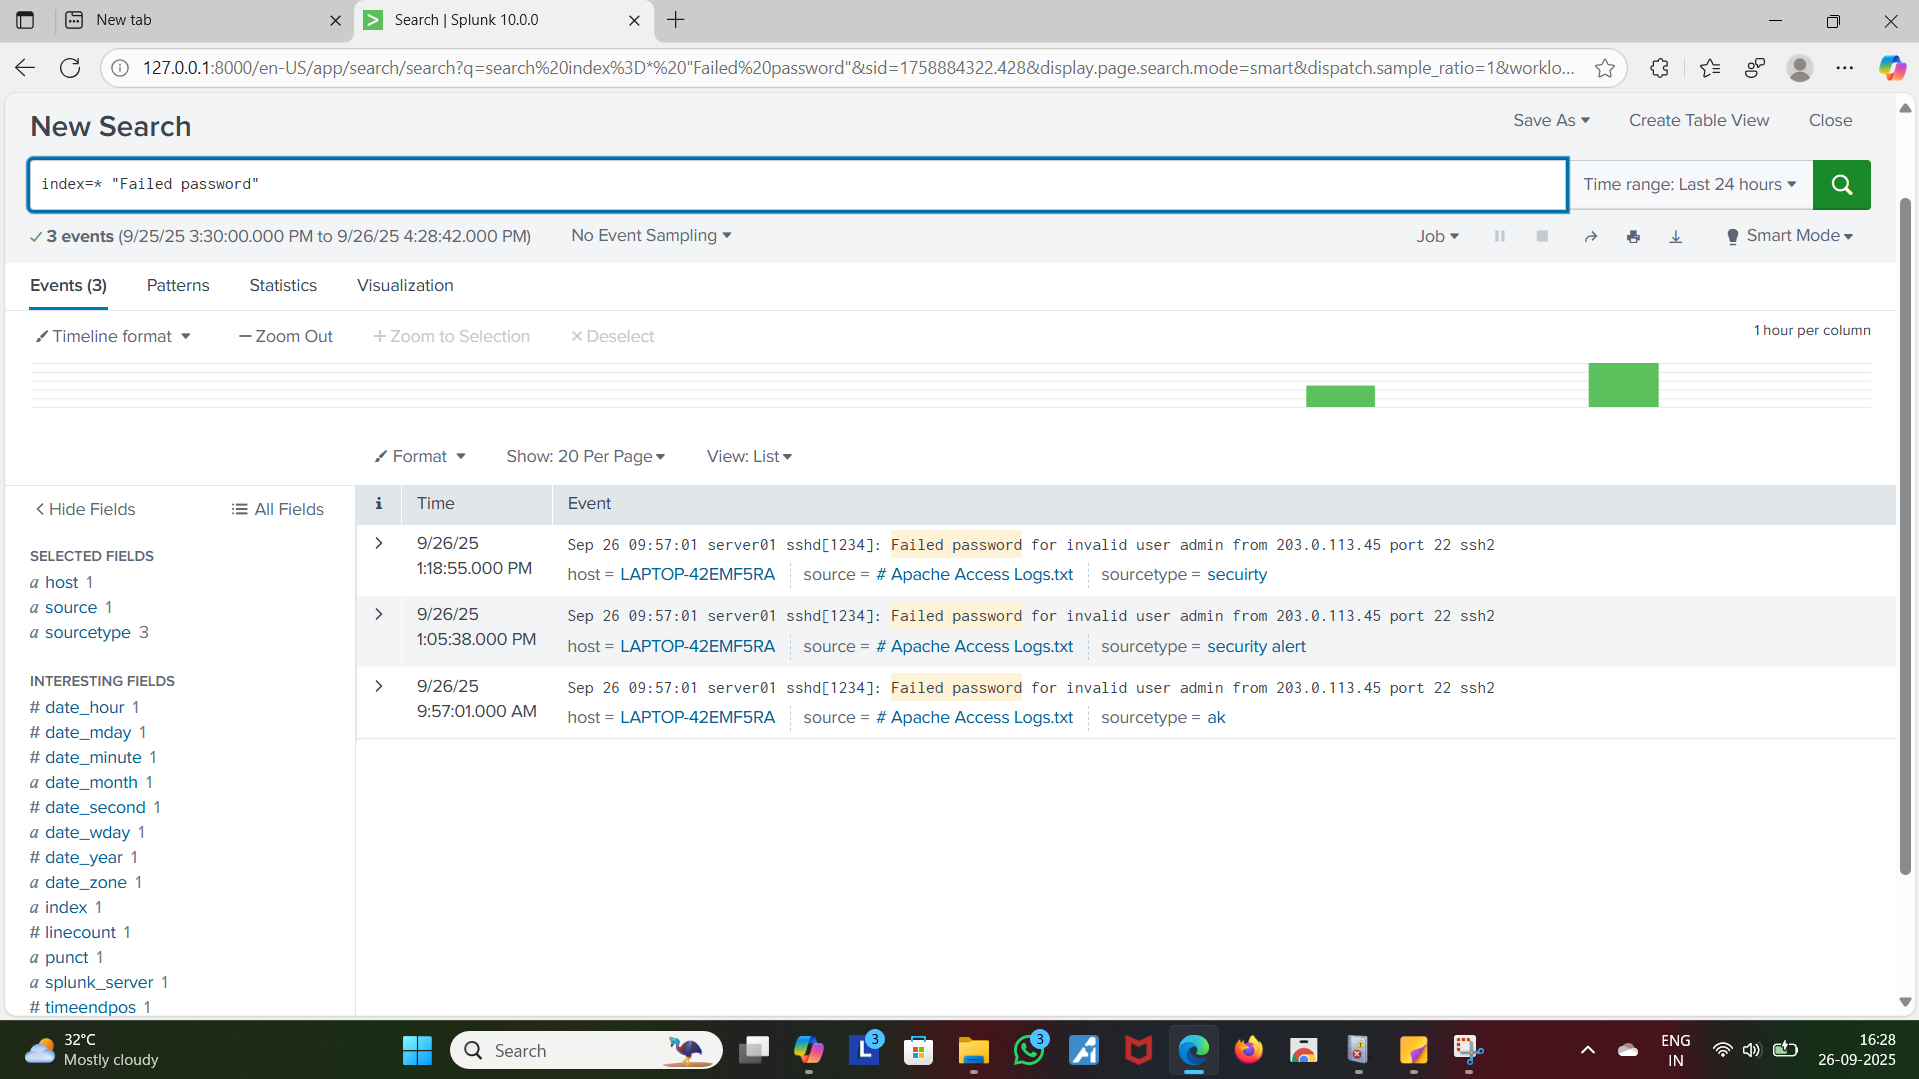 New tab
Search | Splunk 10.0.0
127.0.0.1:8000/en-US/app/search/search?q=search%20index%3D*%20"Failed%20password"&sid=1758884322.428&display.page.search.mode=smart&dispatch.sample_ratio=1&worklo...
New Search
Save As
Create Table View
Close
index=* "Failed password"
Time range: Last 24 hours
3 events (9/25/25 3:30:00.000 PM to 9/26/25 4:28:42.000 PM)
No Event Sampling
Job
Smart Mode
Events (3)
Patterns
Statistics
Visualization
Timeline format
Zoom Out
Zoom to Selection
Deselect
1 hour per column
Format
Show: 20 Per Page
View: List
Hide Fields
All Fields
SELECTED FIELDS
a host 1
a source 1
a sourcetype 3
INTERESTING FIELDS
# date_hour 1
# date_mday 1
# date_minute 1
a date_month 1
# date_second 1
a date_wday 1
# date_year 1
a date_zone 1
a index 1
# linecount 1
a punct 1
a splunk_server 1
# timeendpos 1
i
Time
Event
9/26/25
1:18:55.000 PM
Sep 26 09:57:01 server01 sshd[1234]: Failed password for invalid user admin from 203.0.113.45 port 22 ssh2
host = LAPTOP-42EMF5RA
source = # Apache Access Logs.txt
sourcetype = secuirty
9/26/25
1:05:38.000 PM
Sep 26 09:57:01 server01 sshd[1234]: Failed password for invalid user admin from 203.0.113.45 port 22 ssh2
host = LAPTOP-42EMF5RA
source = # Apache Access Logs.txt
sourcetype = security alert
9/26/25
9:57:01.000 AM
Sep 26 09:57:01 server01 sshd[1234]: Failed password for invalid user admin from 203.0.113.45 port 22 ssh2
host = LAPTOP-42EMF5RA
source = # Apache Access Logs.txt
sourcetype = ak
32°C
Mostly cloudy
Search
L
3
3
ENG
IN
16:28
26-09-2025